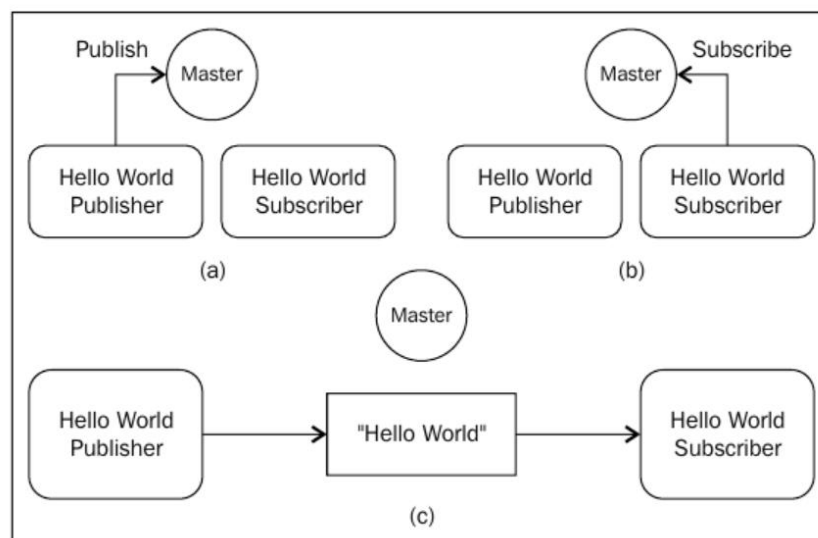 Publish
Master
Hello World
Publisher
Hello World
Subscriber
(a)
Subscribe
Master
Hello World
Publisher
Hello World
Subscriber
(b)
Master
Hello World
Publisher
"Hello World"
Hello World
Subscriber
(c)